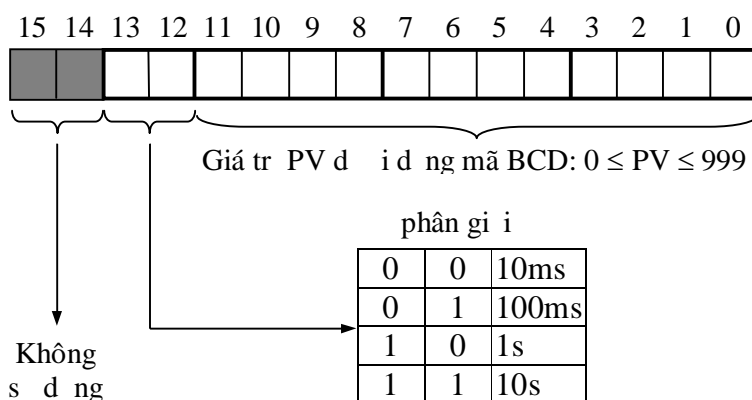 15 14 13 12 11 10 9 8 7 6 5 4 3 2 1 0
Giá tr PV d i d ng mã BCD: 0 ≤ PV ≤ 999
phân gi i
0 0 10ms
0 1 100ms
1 0 1s
1 1 10s
Không
s d ng